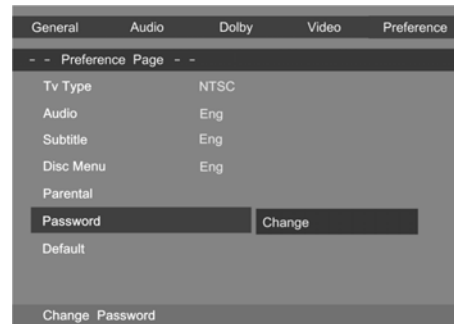 General Audio Dolby Video Preference
- - Preference Page - -
Tv Type NTSC
Audio Eng
Subtitle Eng
Disc Menu Eng
Parental
Password Change
Default
Change Password